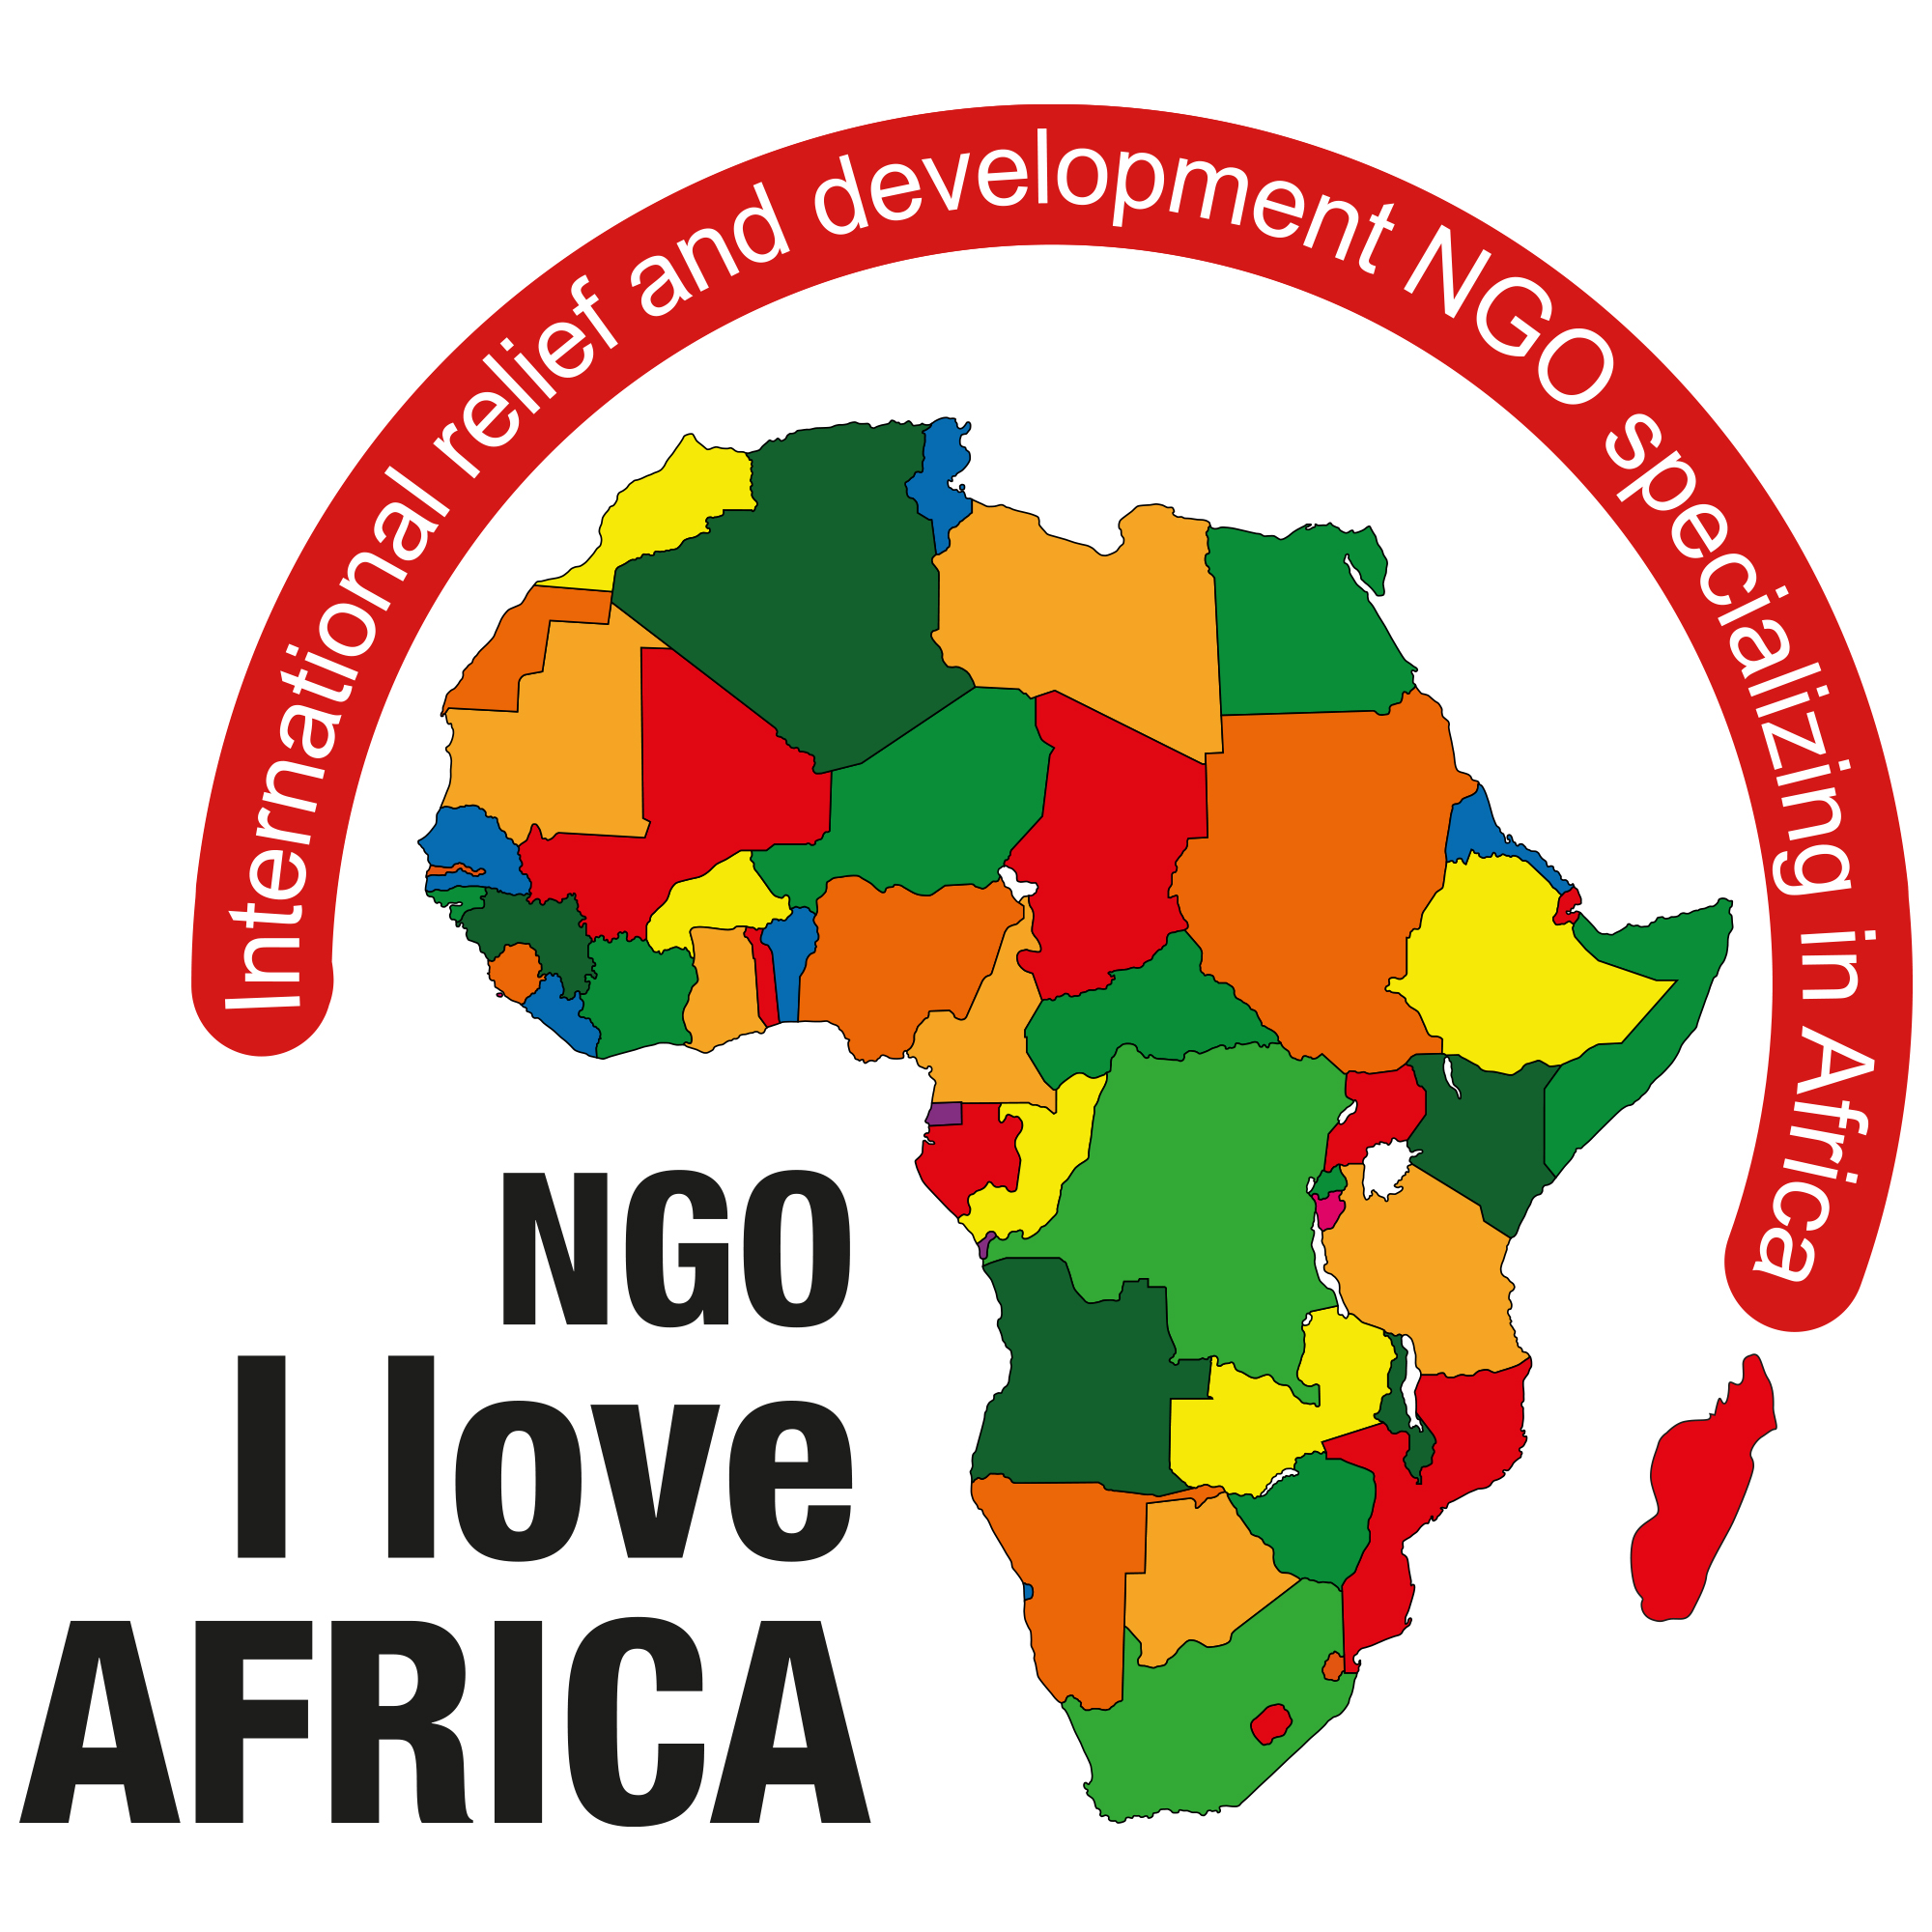 International relief and development NGO specializing in Africa
NGO
I love
AFRICA